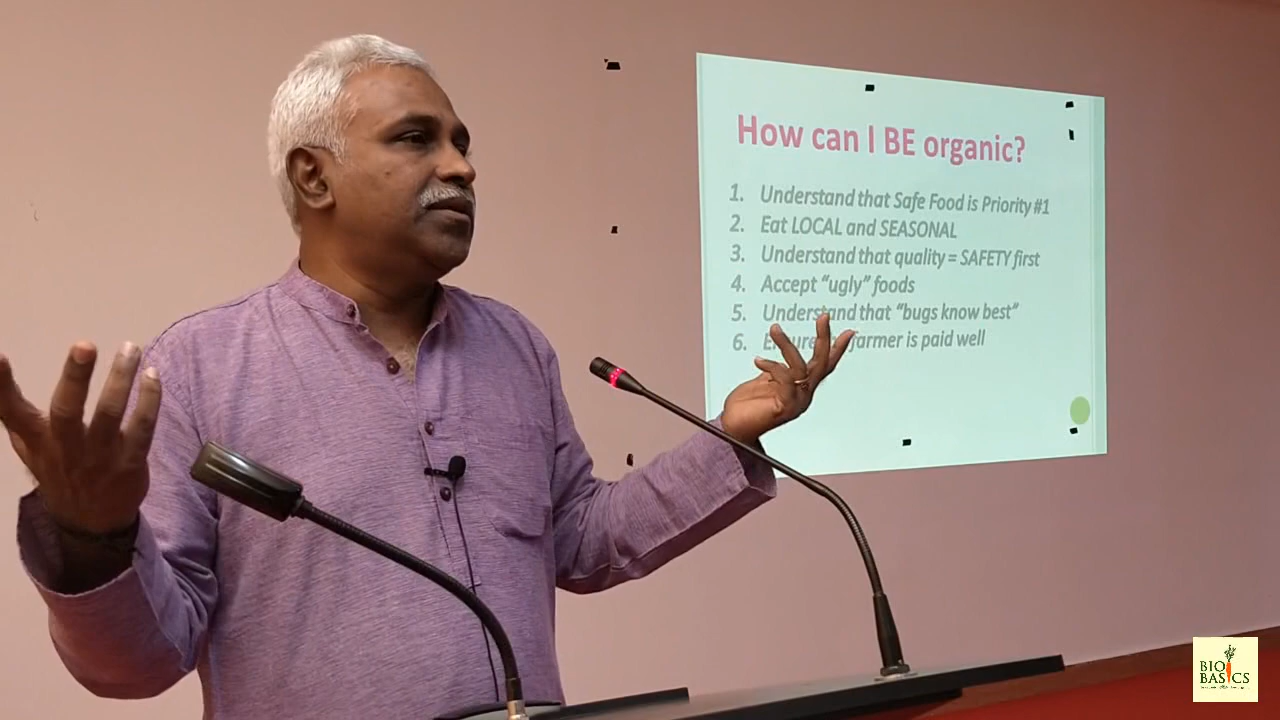 How can I BE organic?
1. Understand that Safe Food is Priority #1
2. Eat LOCAL and SEASONAL
3. Understand that quality = SAFETY first
4. Accept "ugly" foods
5. Understand that "bugs know best"
6. Ensure farmer is paid well
BIO
BASICS